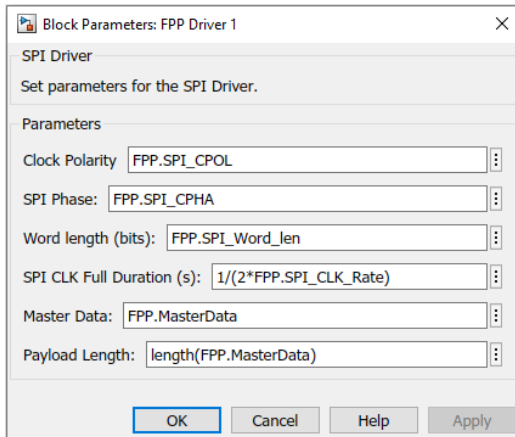 Block Parameters: FPP Driver 1
SPI Driver
Set parameters for the SPI Driver.
Parameters
Clock Polarity FPP.SPI_CPOL
SPI Phase: FPP.SPI_CPHA
Word length (bits): FPP.SPI_Word_len
SPI CLK Full Duration (s): 1/(2*FPP.SPI_CLK_Rate)
Master Data: FPP.MasterData
Payload Length: length(FPP.MasterData)
OK Cancel Help Apply